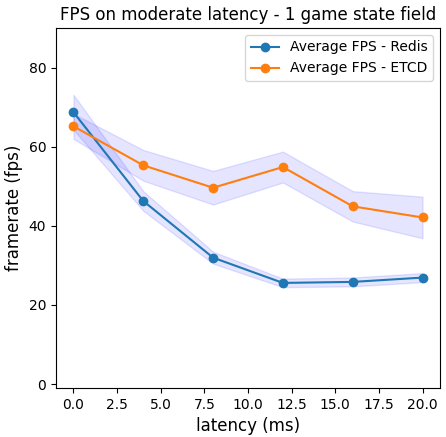 FPS on moderate latency - 1 game state field
Average FPS - Redis
Average FPS - ETCD
framerate (fps)
80
60
40
20
0
0.0 2.5 5.0 7.5 10.0 12.5 15.0 17.5 20.0
latency (ms)